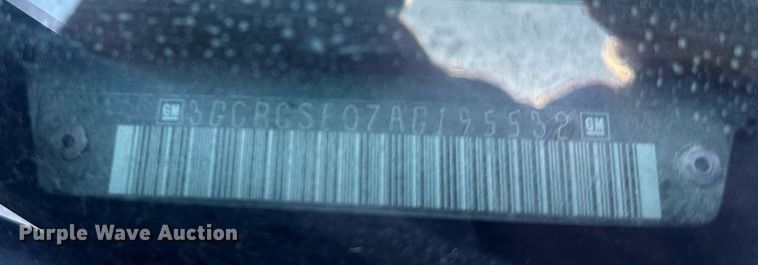 GM 3GCRCSE07AG195532 GM
Purple Wave Auction